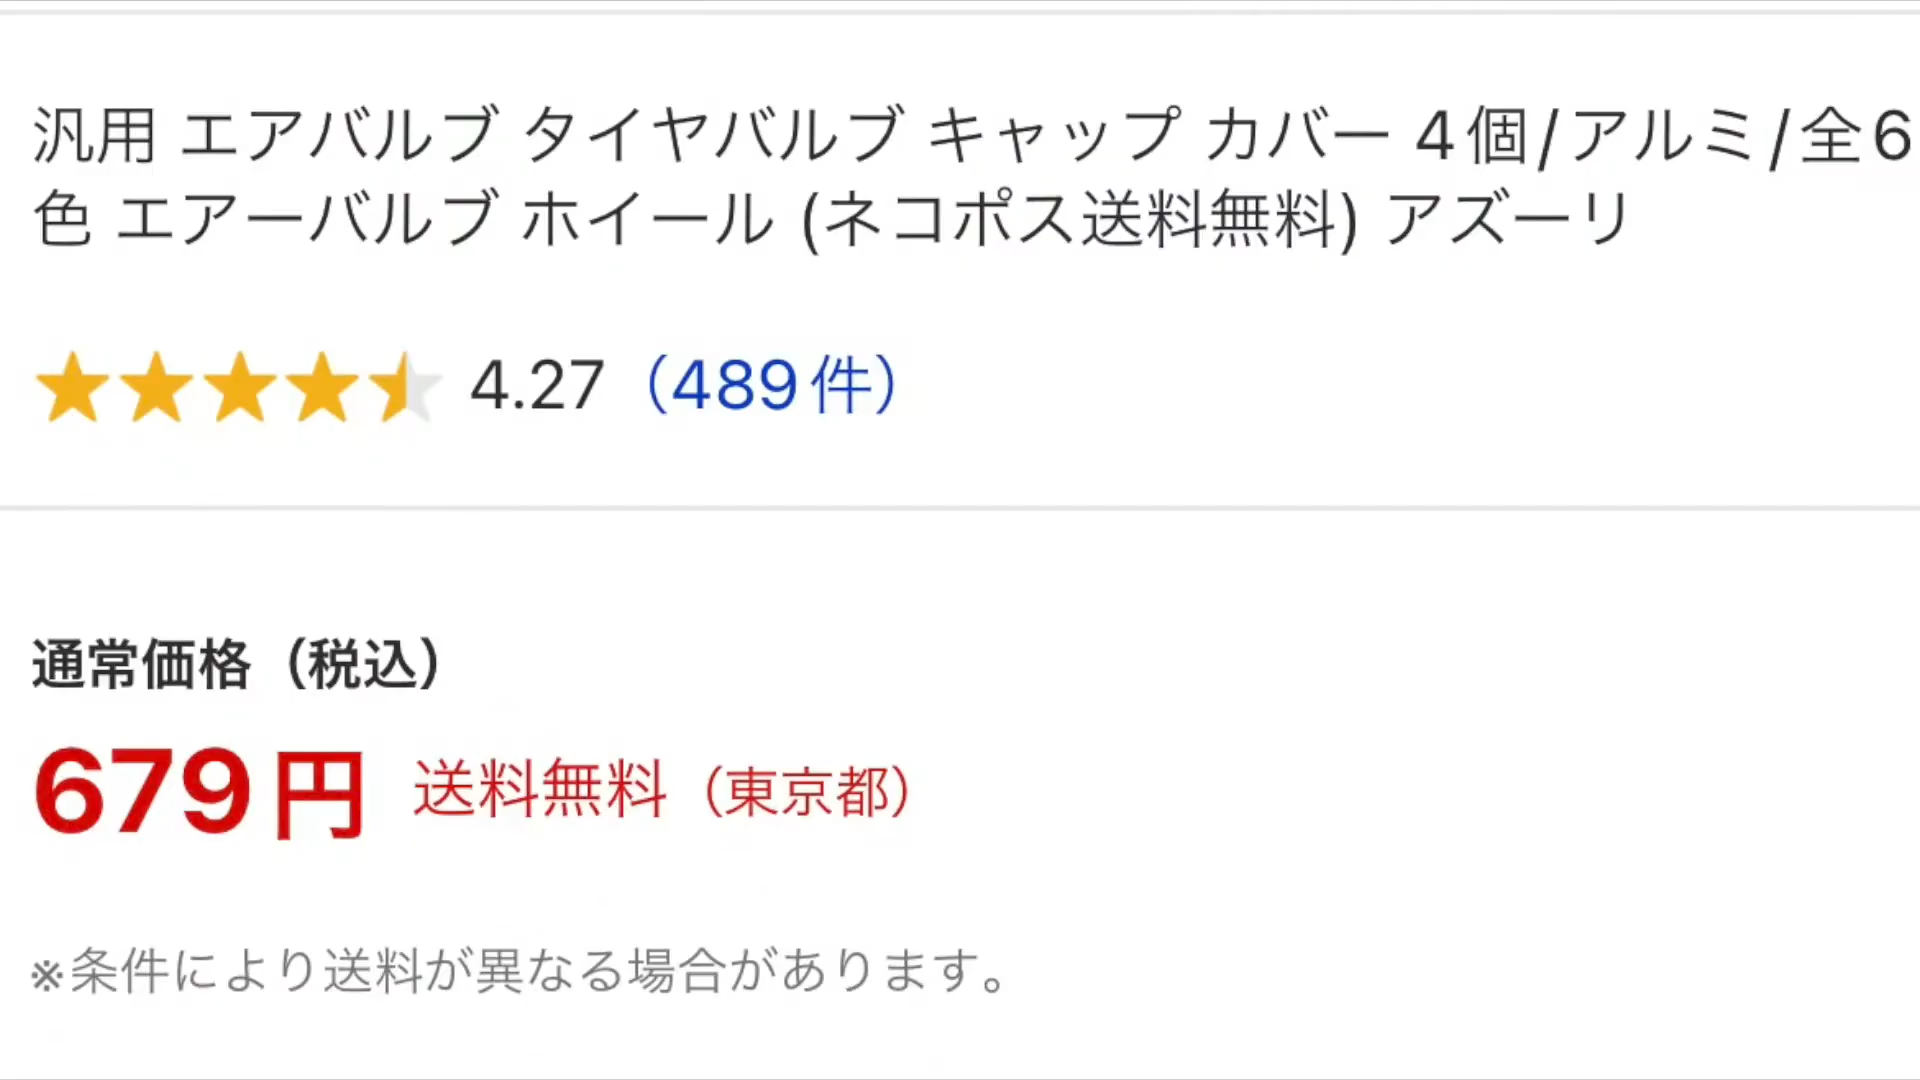 汎用 エアバルブ タイヤバルブ キャップ カバー 4個/アルミ/全6
色 エアーバルブ ホイール (ネコポス送料無料) アズーリ
4.27（489件）
通常価格（税込）
679円 送料無料（東京都）
※条件により送料が異なる場合があります。